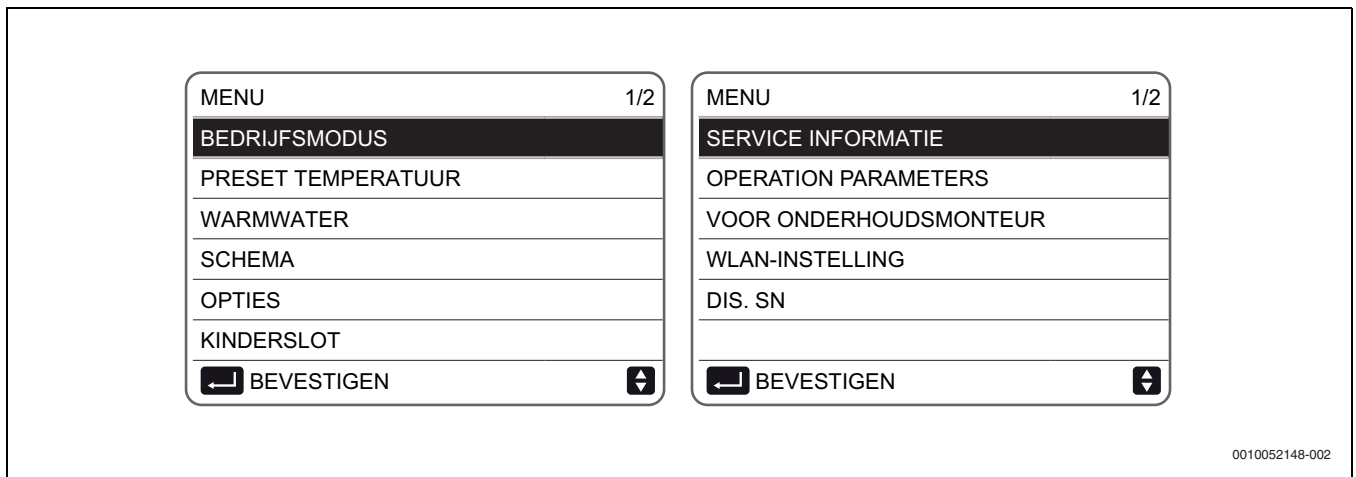 MENU 1/2
BEDRIJFSMODUS
PRESET TEMPERATUUR
WARMWATER
SCHEMA
OPTIES
KINDERSLOT
BEVESTIGEN
MENU 1/2
SERVICE INFORMATIE
OPERATION PARAMETERS
VOOR ONDERHOUDSMONTEUR
WLAN-INSTELLING
DIS. SN
BEVESTIGEN
0010052148-002